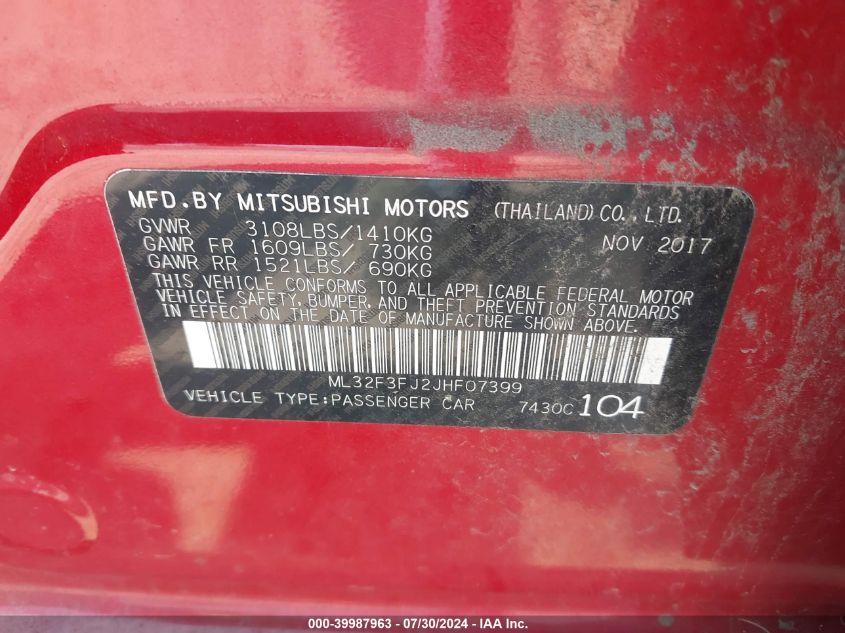 MFD.BY MITSUBISHI MOTORS (THAILAND) CO., LTD.
GVWR 3108LBS/1410KG NOV 2017
GAWR FR 1609LBS/ 730KG
GAWR RR 1521LBS/ 690KG
THIS VEHICLE CONFORMS TO ALL APPLICABLE FEDERAL MOTOR
VEHICLE SAFETY, BUMPER, AND THEFT PREVENTION STANDARDS
IN EFFECT ON THE DATE OF MANUFACTURE SHOWN ABOVE.
ML32F3FJ2JHF07399
VEHICLE TYPE:PASSENGER CAR 7430C 104
000-39987963 - 07/30/2024 - IAA Inc.